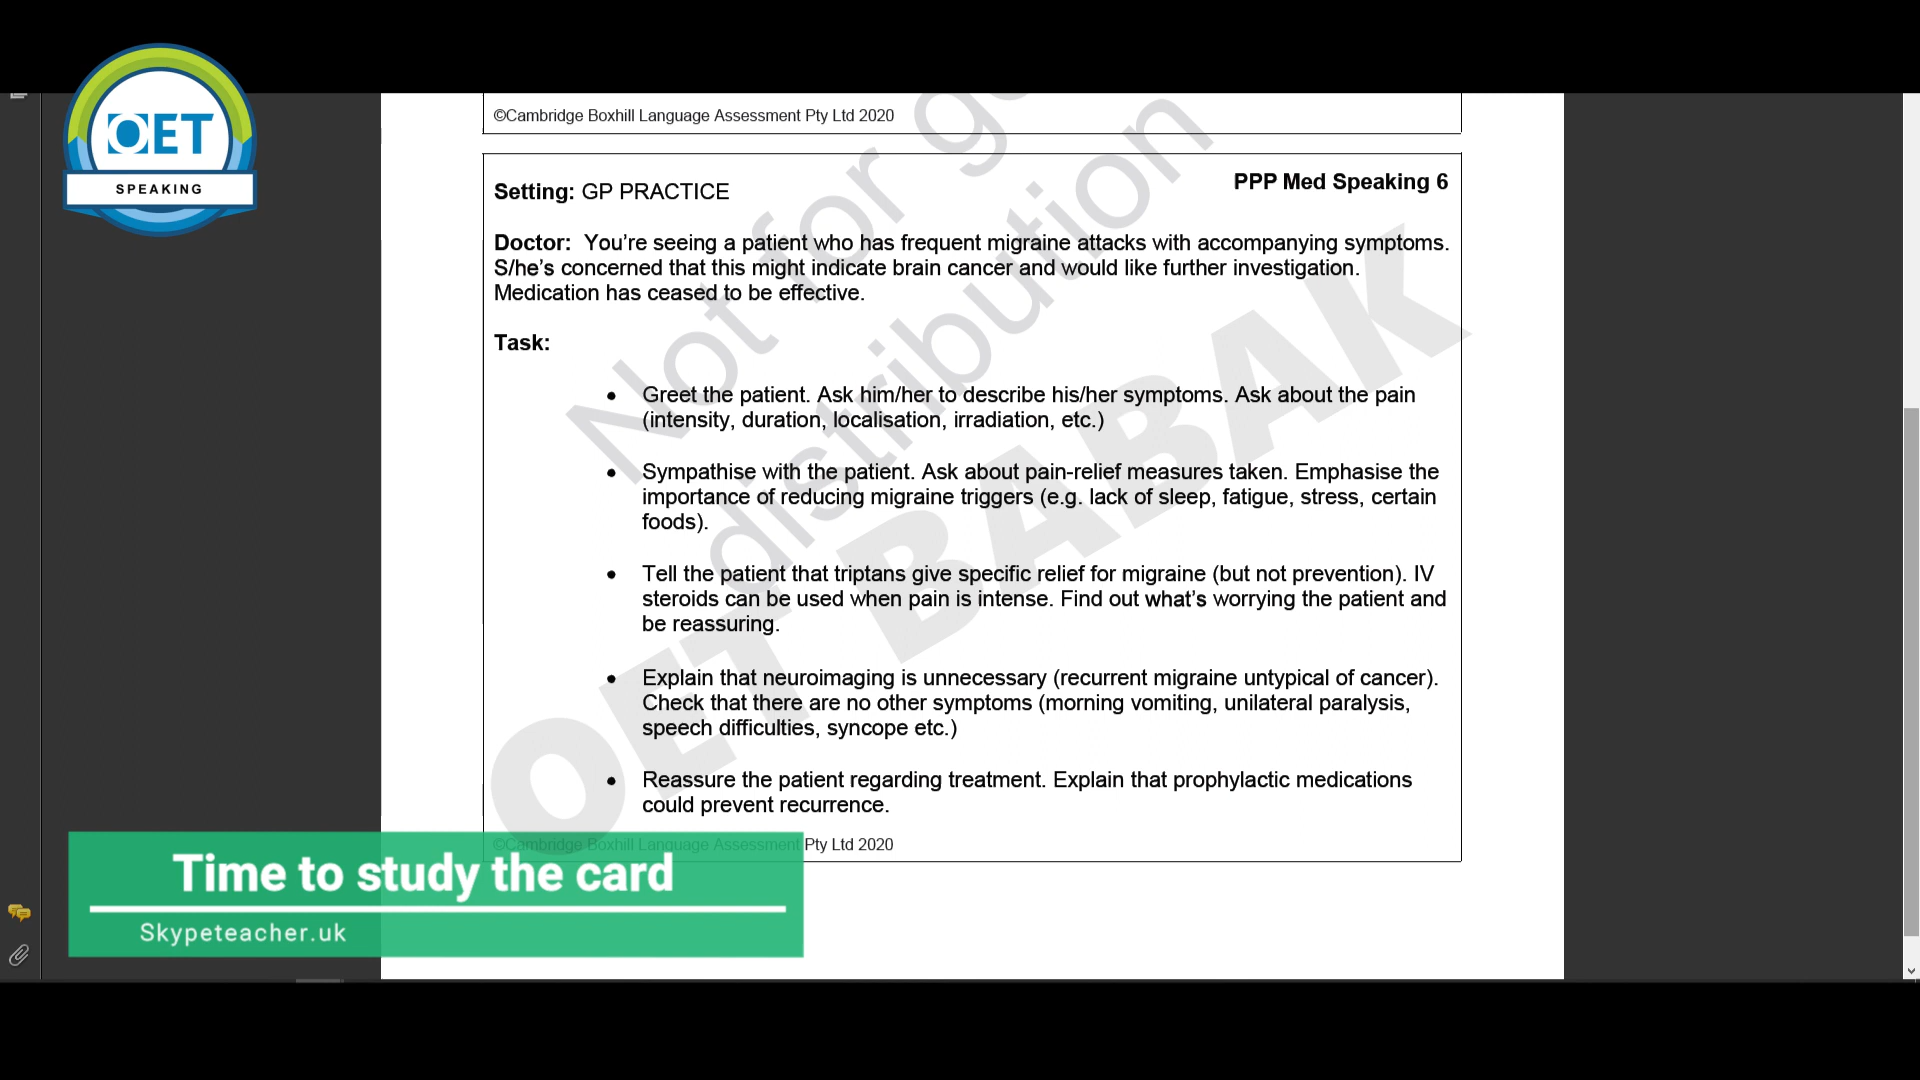 OET
SPEAKING
©Cambridge Boxhill Language Assessment Pty Ltd 2020
PPP Med Speaking 6
Setting: GP PRACTICE
Doctor: You're seeing a patient who has frequent migraine attacks with accompanying symptoms.
S/he's concerned that this might indicate brain cancer and would like further investigation.
Medication has ceased to be effective.
Task:
• Greet the patient. Ask him/her to describe his/her symptoms. Ask about the pain
(intensity, duration, localisation, irradiation, etc.)
• Sympathise with the patient. Ask about pain-relief measures taken. Emphasise the
importance of reducing migraine triggers (e.g. lack of sleep, fatigue, stress, certain
foods).
• Tell the patient that triptans give specific relief for migraine (but not prevention). IV
steroids can be used when pain is intense. Find out what's worrying the patient and
be reassuring.
• Explain that neuroimaging is unnecessary (recurrent migraine untypical of cancer).
Check that there are no other symptoms (morning vomiting, unilateral paralysis,
speech difficulties, syncope etc.)
• Reassure the patient regarding treatment. Explain that prophylactic medications
could prevent recurrence.
©Cambridge Boxhill Language Assessment Pty Ltd 2020
Not for
distribution
OET BABAK
Time to study the card
Skypeteacher.uk